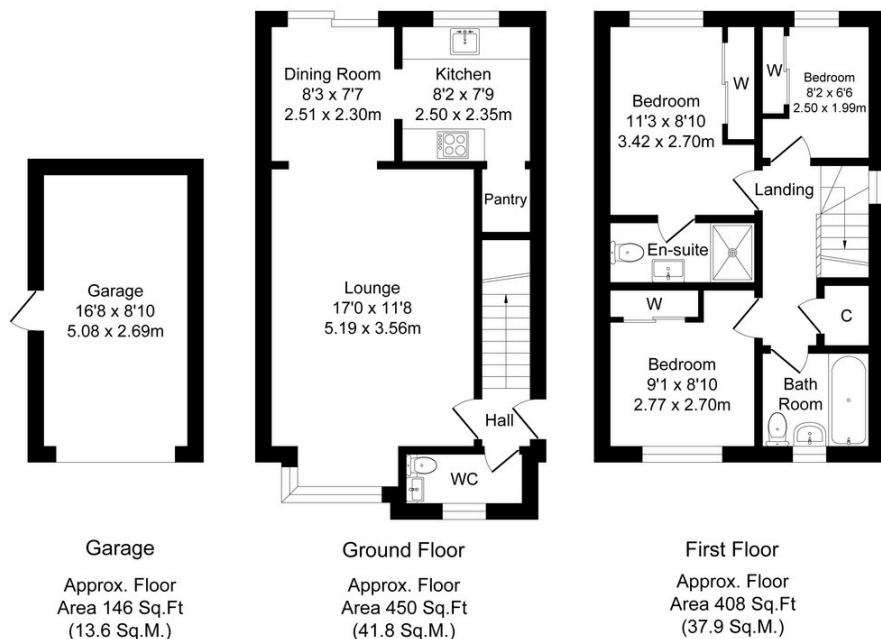 Garage
16'8 x 8'10
5.08 x 2.69m
Garage
Approx. Floor
Area 146 Sq.Ft
(13.6 Sq.M.)
Dining Room
8'3 x 7'7
2.51 x 2.30m
Kitchen
8'2 x 7'9
2.50 x 2.35m
Pantry
Lounge
17'0 x 11'8
5.19 x 3.56m
Hall
WC
Ground Floor
Approx. Floor
Area 450 Sq.Ft
(41.8 Sq.M.)
Bedroom
11'3 x 8'10
3.42 x 2.70m
W
W
Bedroom
8'2 x 6'6
2.50 x 1.99m
Landing
En-suite
W
C
Bedroom
9'1 x 8'10
2.77 x 2.70m
Bath
Room
First Floor
Approx. Floor
Area 408 Sq.Ft
(37.9 Sq.M.)